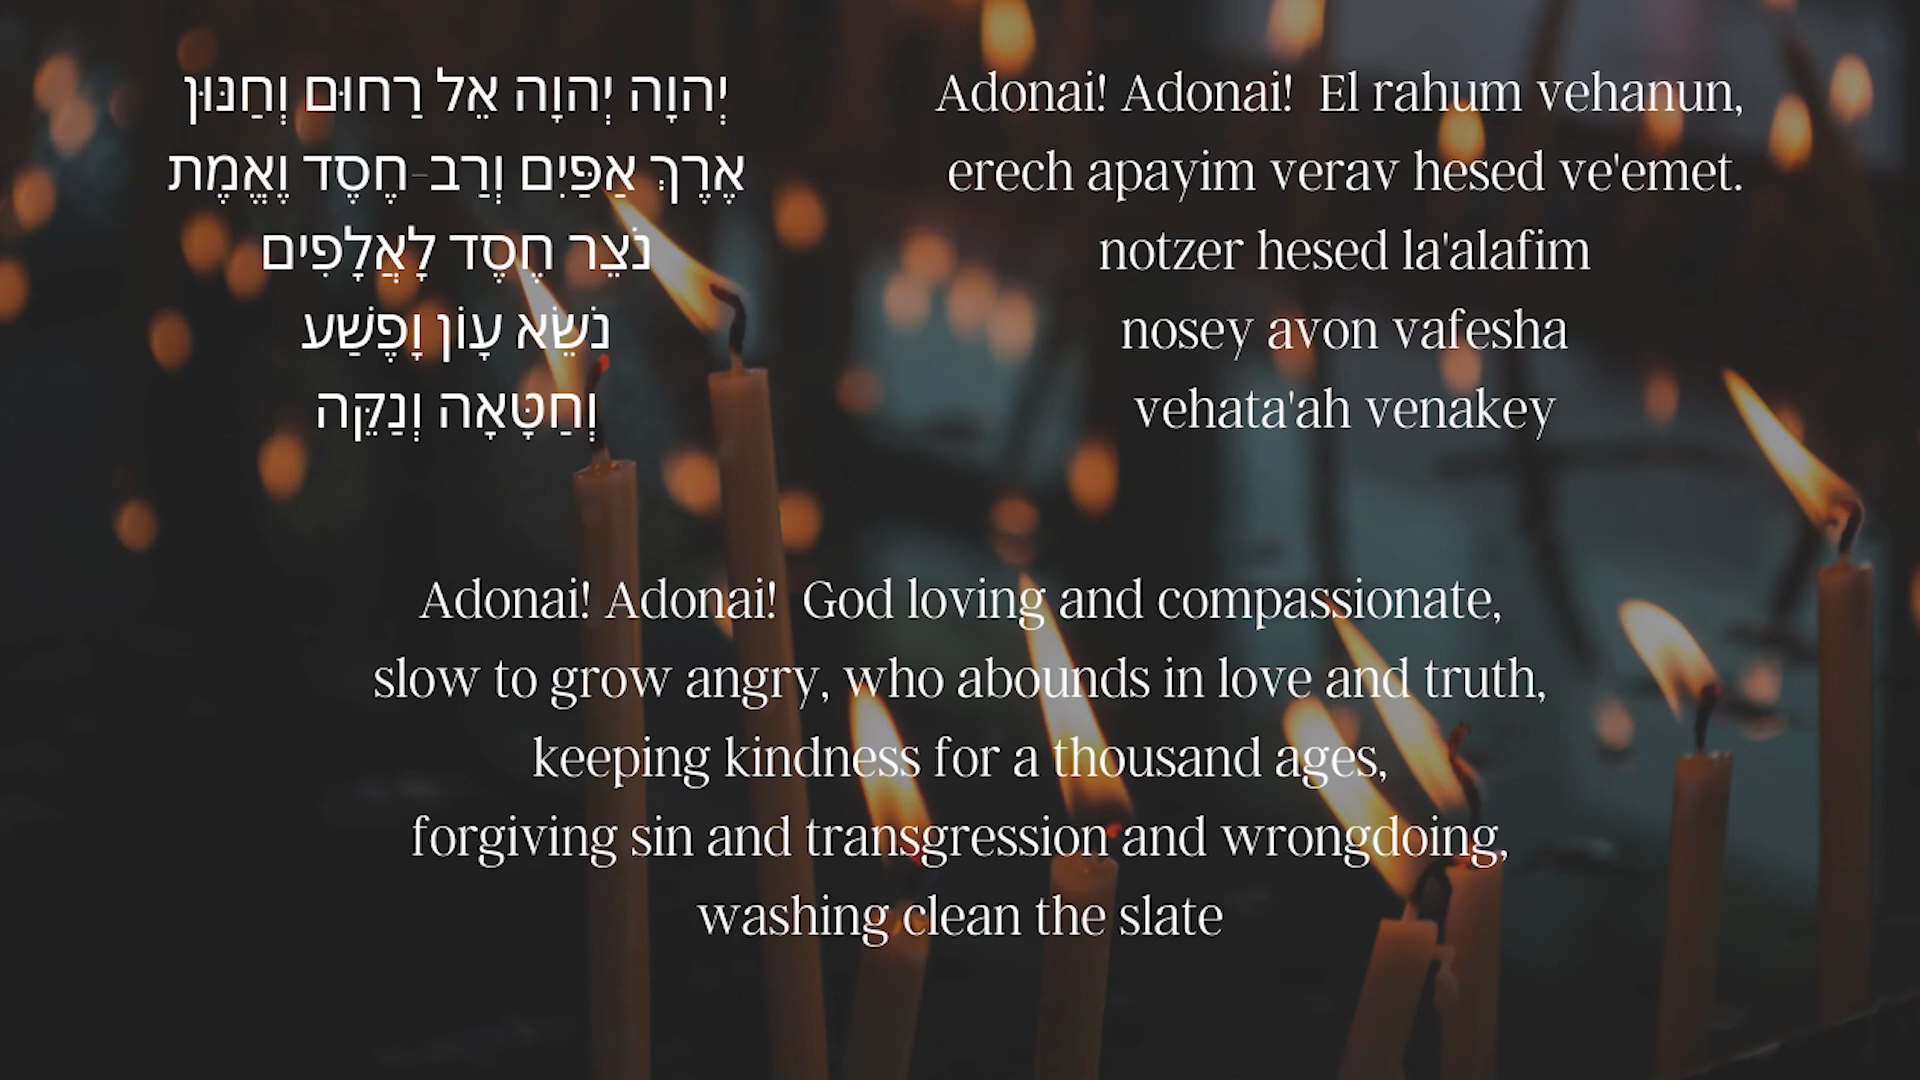 יְהוָה יְהוָה אֵל רַחוּם וְחַנּוּן
אֶרֶךְ אַפַּיִם וְרַב-חֶסֶד וֶאֱמֶת
נֹצֵר חֶסֶד לָאֲלָפִים
נֹשֵׂא עָוֹן וָפֶשַׁע
וְחַטָּאָה וְנַקֵּה
Adonai! Adonai!  El rahum vehanun,
erech apayim verav hesed ve'emet.
notzer hesed la'alafim
nosey avon vafesha
vehata'ah venakey
Adonai! Adonai!  God loving and compassionate,
slow to grow angry, who abounds in love and truth,
keeping kindness for a thousand ages,
forgiving sin and transgression and wrongdoing,
washing clean the slate